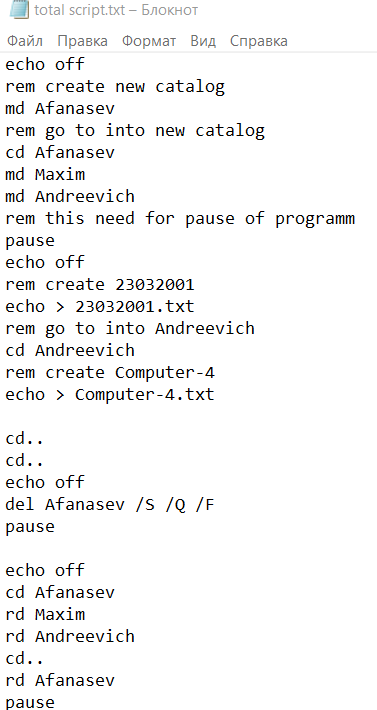 total script.txt – Блокнот
Файл Правка Формат Вид Справка
echo off
rem create new catalog
md Afanasev
rem go to into new catalog
cd Afanasev
md Maxim
md Andreevich
rem this need for pause of programm
pause
echo off
rem create 23032001
echo > 23032001.txt
rem go to into Andreevich
cd Andreevich
rem create Computer-4
echo > Computer-4.txt
cd..
cd..
echo off
del Afanasev /S /Q /F
pause
echo off
cd Afanasev
rd Maxim
rd Andreevich
cd..
rd Afanasev
pause